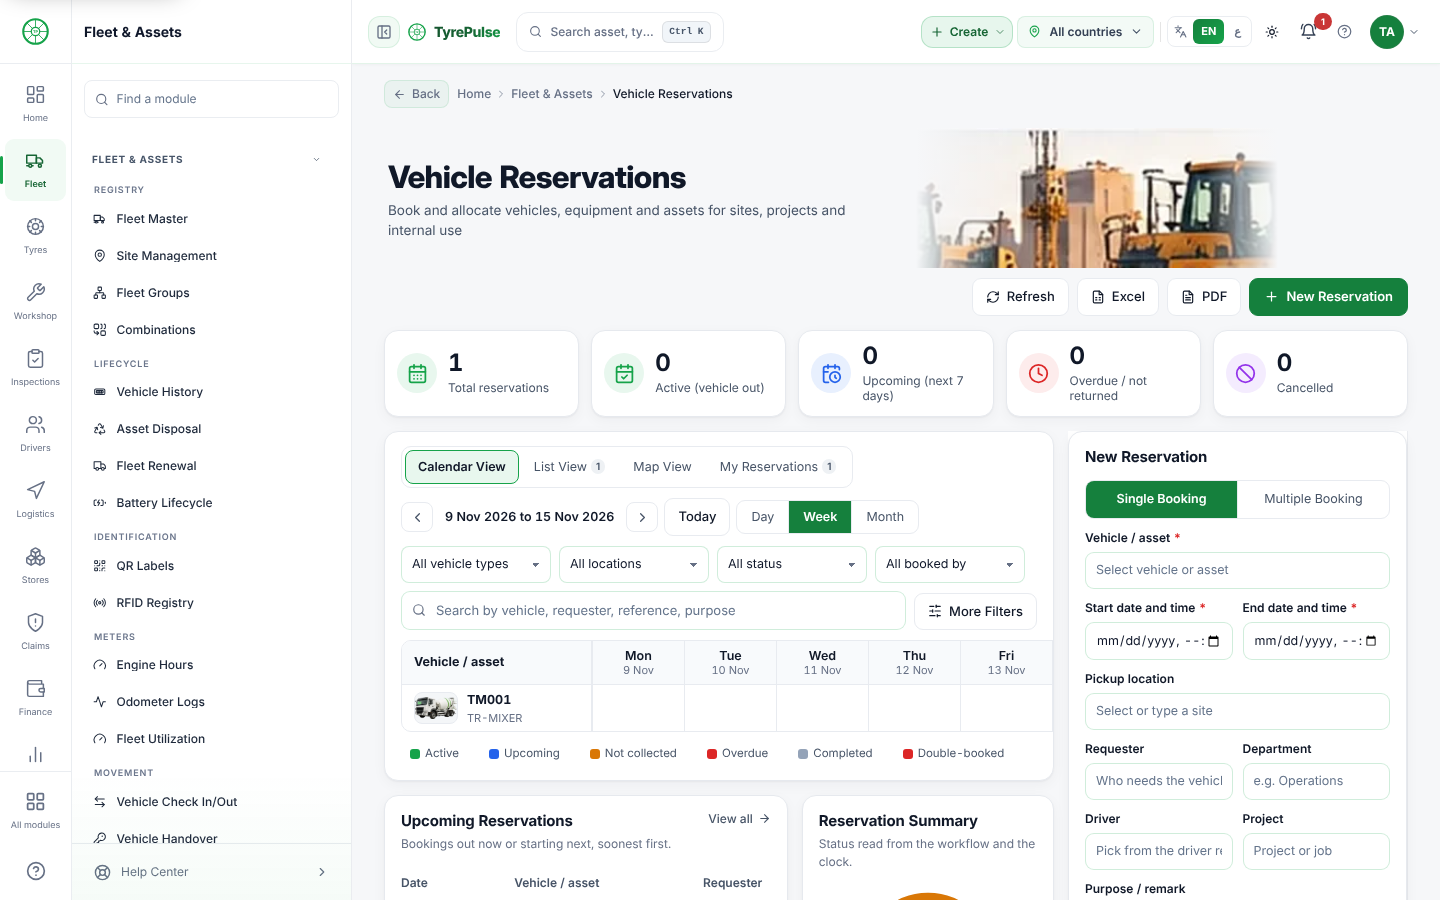 Fleet & Assets
TyrePulse
Search asset, ty...
Ctrl K
Create
All countries
EN
ع
1
TA
Home
Fleet
Tyres
Workshop
Inspections
Drivers
Logistics
Stores
Claims
Finance
All modules
Find a module
FLEET & ASSETS
REGISTRY
Fleet Master
Site Management
Fleet Groups
Combinations
LIFECYCLE
Vehicle History
Asset Disposal
Fleet Renewal
Battery Lifecycle
IDENTIFICATION
QR Labels
RFID Registry
METERS
Engine Hours
Odometer Logs
Fleet Utilization
MOVEMENT
Vehicle Check In/Out
Vehicle Handover
Help Center
Back
Home
Fleet & Assets
Vehicle Reservations
Vehicle Reservations
Book and allocate vehicles, equipment and assets for sites, projects and
internal use
Refresh
Excel
PDF
New Reservation
1
Total reservations
0
Active (vehicle out)
0
Upcoming (next 7
days)
0
Overdue / not
returned
0
Cancelled
Calendar View
List View 1
Map View
My Reservations 1
9 Nov 2026 to 15 Nov 2026
Today
Day
Week
Month
All vehicle types
All locations
All status
All booked by
Search by vehicle, requester, reference, purpose
More Filters
Vehicle / asset
Mon
9 Nov
Tue
10 Nov
Wed
11 Nov
Thu
12 Nov
Fri
13 Nov
TM001
TR-MIXER
Active
Upcoming
Not collected
Overdue
Completed
Double-booked
Upcoming Reservations
View all
Bookings out now or starting next, soonest first.
Date
Vehicle / asset
Requester
Reservation Summary
Status read from the workflow and the
clock.
New Reservation
Single Booking
Multiple Booking
Vehicle / asset *
Select vehicle or asset
Start date and time *
End date and time *
mm/dd/yyyy, --:
mm/dd/yyyy, --:
Pickup location
Select or type a site
Requester
Department
Who needs the vehicl
e.g. Operations
Driver
Project
Pick from the driver re
Project or job
Purpose / remark